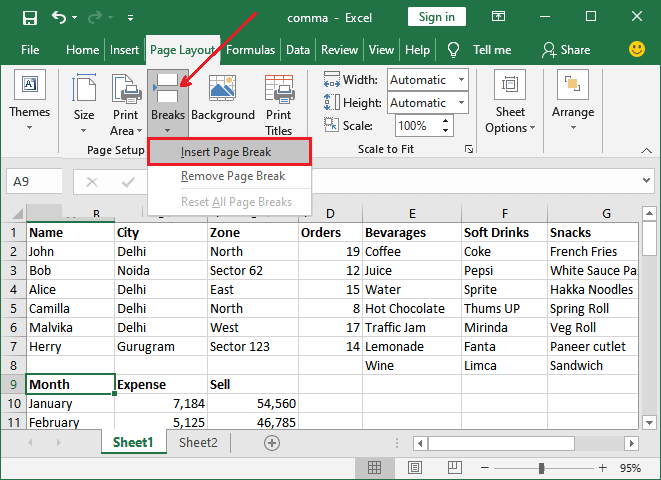 comma - Excel
Sign in
File Home Insert Page Layout Formulas Data Review View Tell me Share
Themes
Size
Print Area
Breaks
Background
Print Titles
Width: Automatic
Height: Automatic
Scale: 100%
Sheet Options
Arrange
Page Setup
Scale to Fit
Insert Page Break
Remove Page Break
Reset All Page Breaks
A9
B D E F G
1 Name City Zone Orders Bevarages Soft Drinks Snacks
2 John Delhi North 19 Coffee Coke French Fries
3 Bob Noida Sector 62 12 Juice Pepsi White Sauce Pa
4 Alice Delhi East 15 Water Sprite Hakka Noodles
5 Camilla Delhi North 8 Hot Chocolate Thums UP Spring Roll
6 Malvika Delhi West 17 Traffic Jam Mirinda Veg Roll
7 Herry Gurugram Sector 123 14 Lemonade Fanta Paneer cutlet
8 Wine Limca Sandwich
9 Month Expense Sell
10 January 7,184 54,560
11 February 5,125 46,785
Sheet1 Sheet2
95%